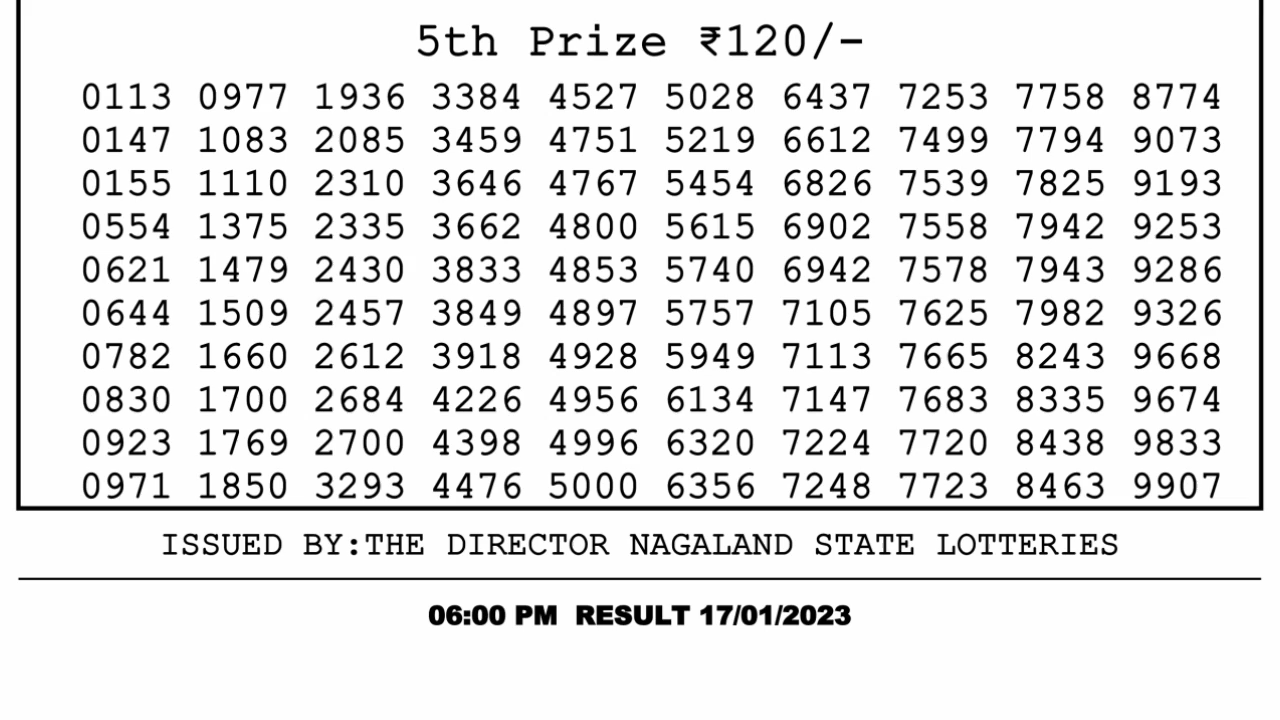 5th Prize ₹120/-
0113 0977 1936 3384 4527 5028 6437 7253 7758 8774
0147 1083 2085 3459 4751 5219 6612 7499 7794 9073
0155 1110 2310 3646 4767 5454 6826 7539 7825 9193
0554 1375 2335 3662 4800 5615 6902 7558 7942 9253
0621 1479 2430 3833 4853 5740 6942 7578 7943 9286
0644 1509 2457 3849 4897 5757 7105 7625 7982 9326
0782 1660 2612 3918 4928 5949 7113 7665 8243 9668
0830 1700 2684 4226 4956 6134 7147 7683 8335 9674
0923 1769 2700 4398 4996 6320 7224 7720 8438 9833
0971 1850 3293 4476 5000 6356 7248 7723 8463 9907
ISSUED BY:THE DIRECTOR NAGALAND STATE LOTTERIES
06:00 PM RESULT 17/01/2023